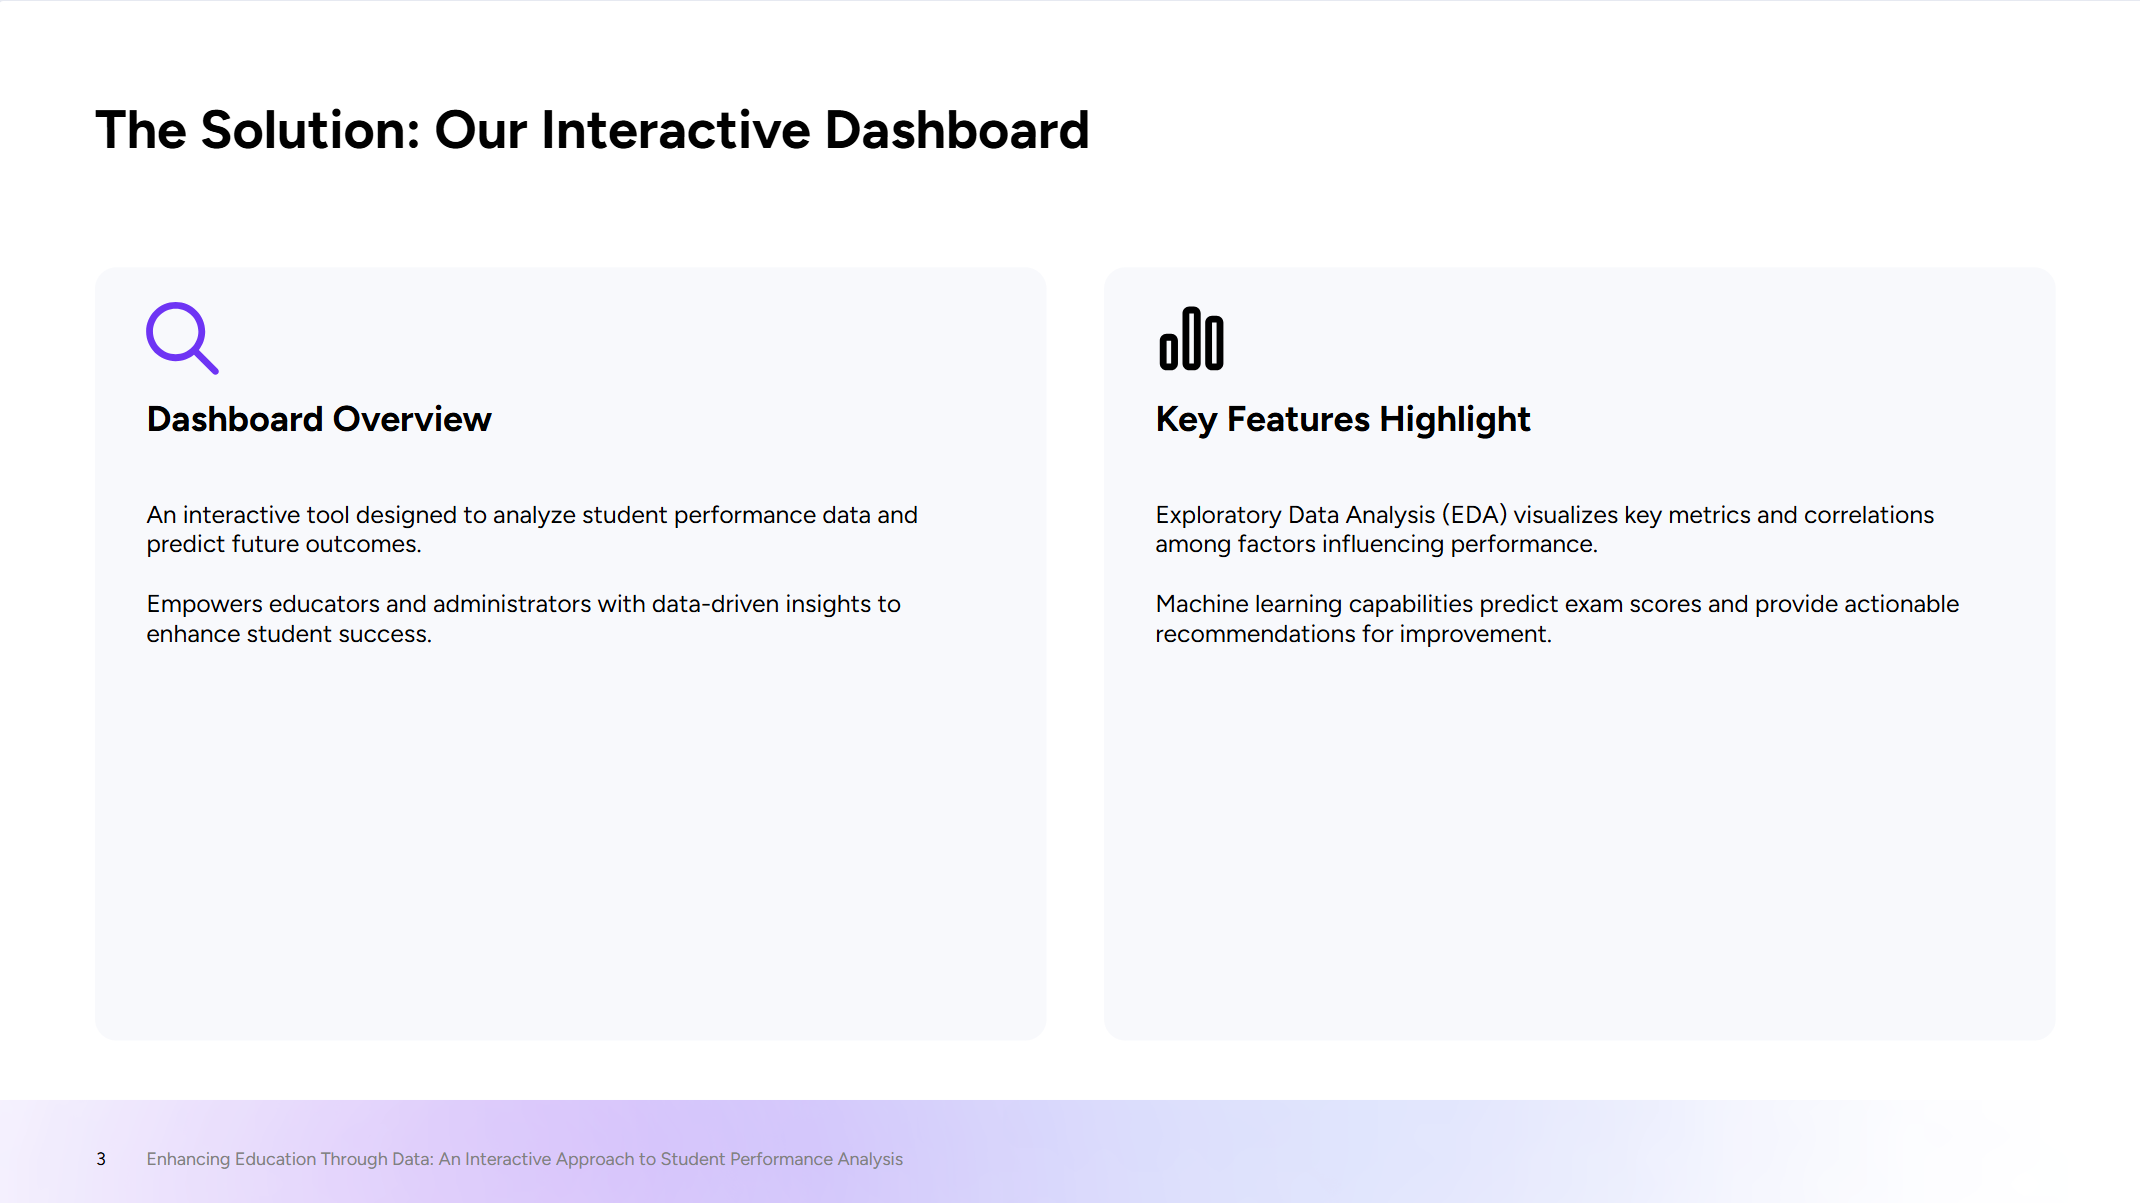 The Solution: Our Interactive Dashboard
Dashboard Overview
An interactive tool designed to analyze student performance data and
predict future outcomes.
Empowers educators and administrators with data-driven insights to
enhance student success.
Key Features Highlight
Exploratory Data Analysis (EDA) visualizes key metrics and correlations
among factors influencing performance.
Machine learning capabilities predict exam scores and provide actionable
recommendations for improvement.
3
Enhancing Education Through Data: An Interactive Approach to Student Performance Analysis